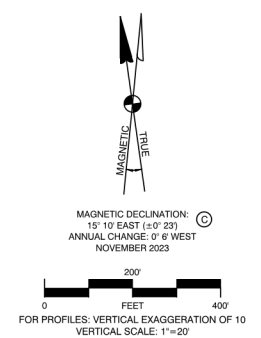 MAGNETIC
TRUE
MAGNETIC DECLINATION:
15° 10' EAST (±0° 23')
ANNUAL CHANGE: 0° 6' WEST
NOVEMBER 2023
C
200'
0 FEET 400'
FOR PROFILES: VERTICAL EXAGGERATION OF 10
VERTICAL SCALE: 1"=20'